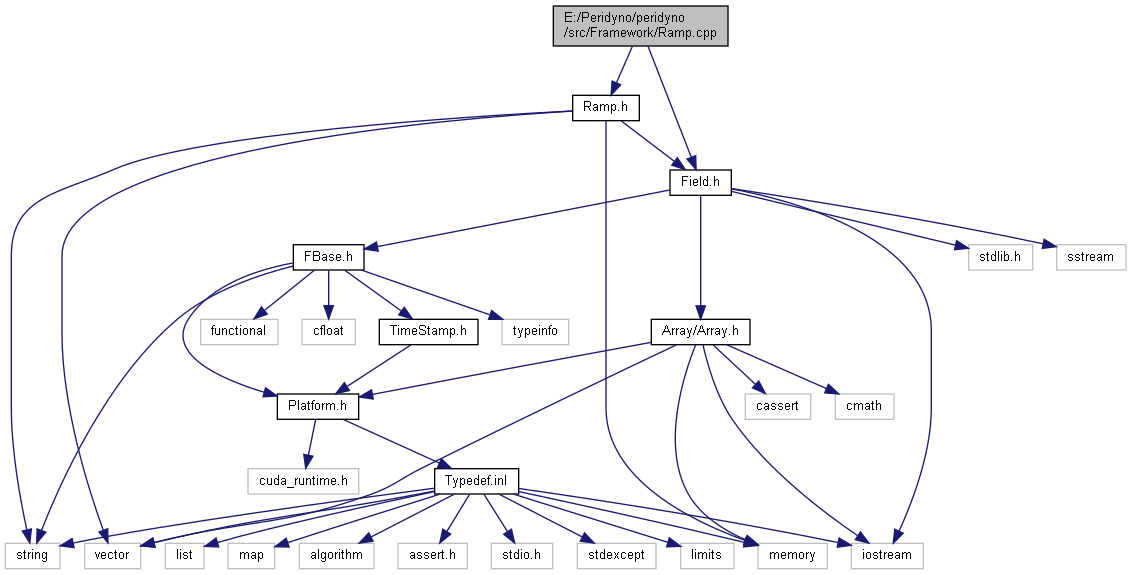 E:/Peridyno/peridyno
/src/Framework/Ramp.cpp
Ramp.h
Field.h
FBase.h
stdlib.h
sstream
functional
cfloat
TimeStamp.h
typeinfo
Array/Array.h
Platform.h
cassert
cmath
cuda_runtime.h
Typedef.inl
string
vector
list
map
algorithm
assert.h
stdio.h
stdexcept
limits
memory
iostream